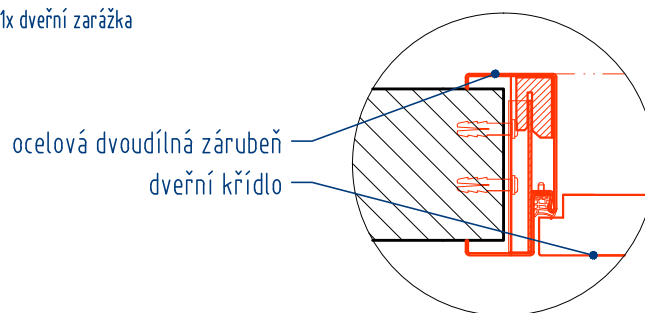 1x dveřní zarážka
ocelová dvoudílná zárubeň
dveřní křídlo